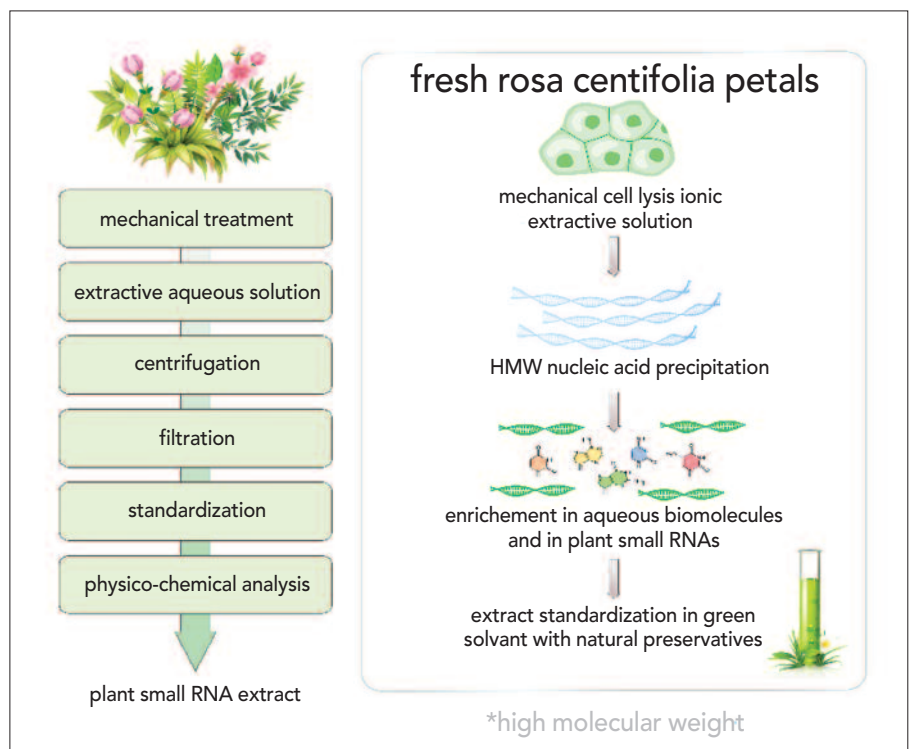 mechanical treatment
extractive aqueous solution
centrifugation
filtration
standardization
physico-chemical analysis
plant small RNA extract
fresh rosa centifolia petals
mechanical cell lysis ionic
extractive solution
HMW nucleic acid precipitation
enrichement in aqueous biomolecules
and in plant small RNAs
extract standardization in green
solvant with natural preservatives
*high molecular weight